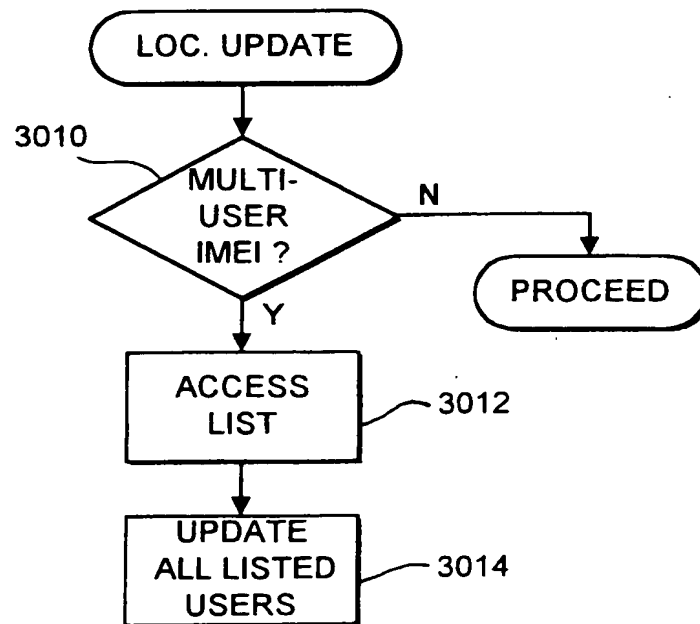 LOC. UPDATE
3010
MULTI-
USER
IMEI ?
N
PROCEED
Y
ACCESS
LIST
3012
UPDATE
ALL LISTED
USERS
3014